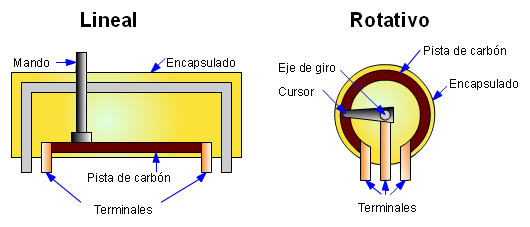 Lineal
Mando
Encapsulado
Pista de carbón
Terminales
Rotativo
Pista de carbón
Eje de giro
Encapsulado
Cursor
Terminales